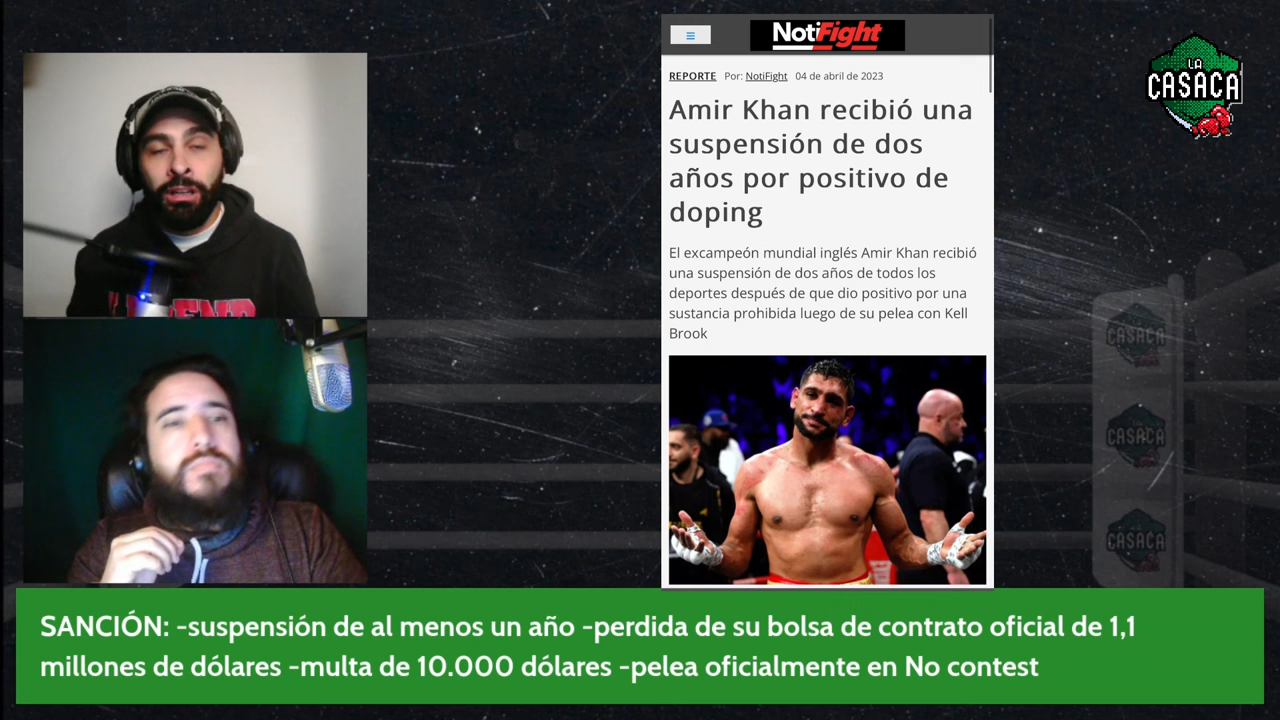 NotiFight
REPORTE Por: NotiFight 04 de abril de 2023
Amir Khan recibió una
suspensión de dos
años por positivo de
doping
El excampeón mundial inglés Amir Khan recibió
una suspensión de dos años de todos los
deportes después de que dio positivo por una
sustancia prohibida luego de su pelea con Kell
Brook
LA
CASACA
CASACA
CASACA
CASACA
SANCIÓN: -suspensión de al menos un año -perdida de su bolsa de contrato oficial de 1,1
millones de dólares -multa de 10.000 dólares -pelea oficialmente en No contest